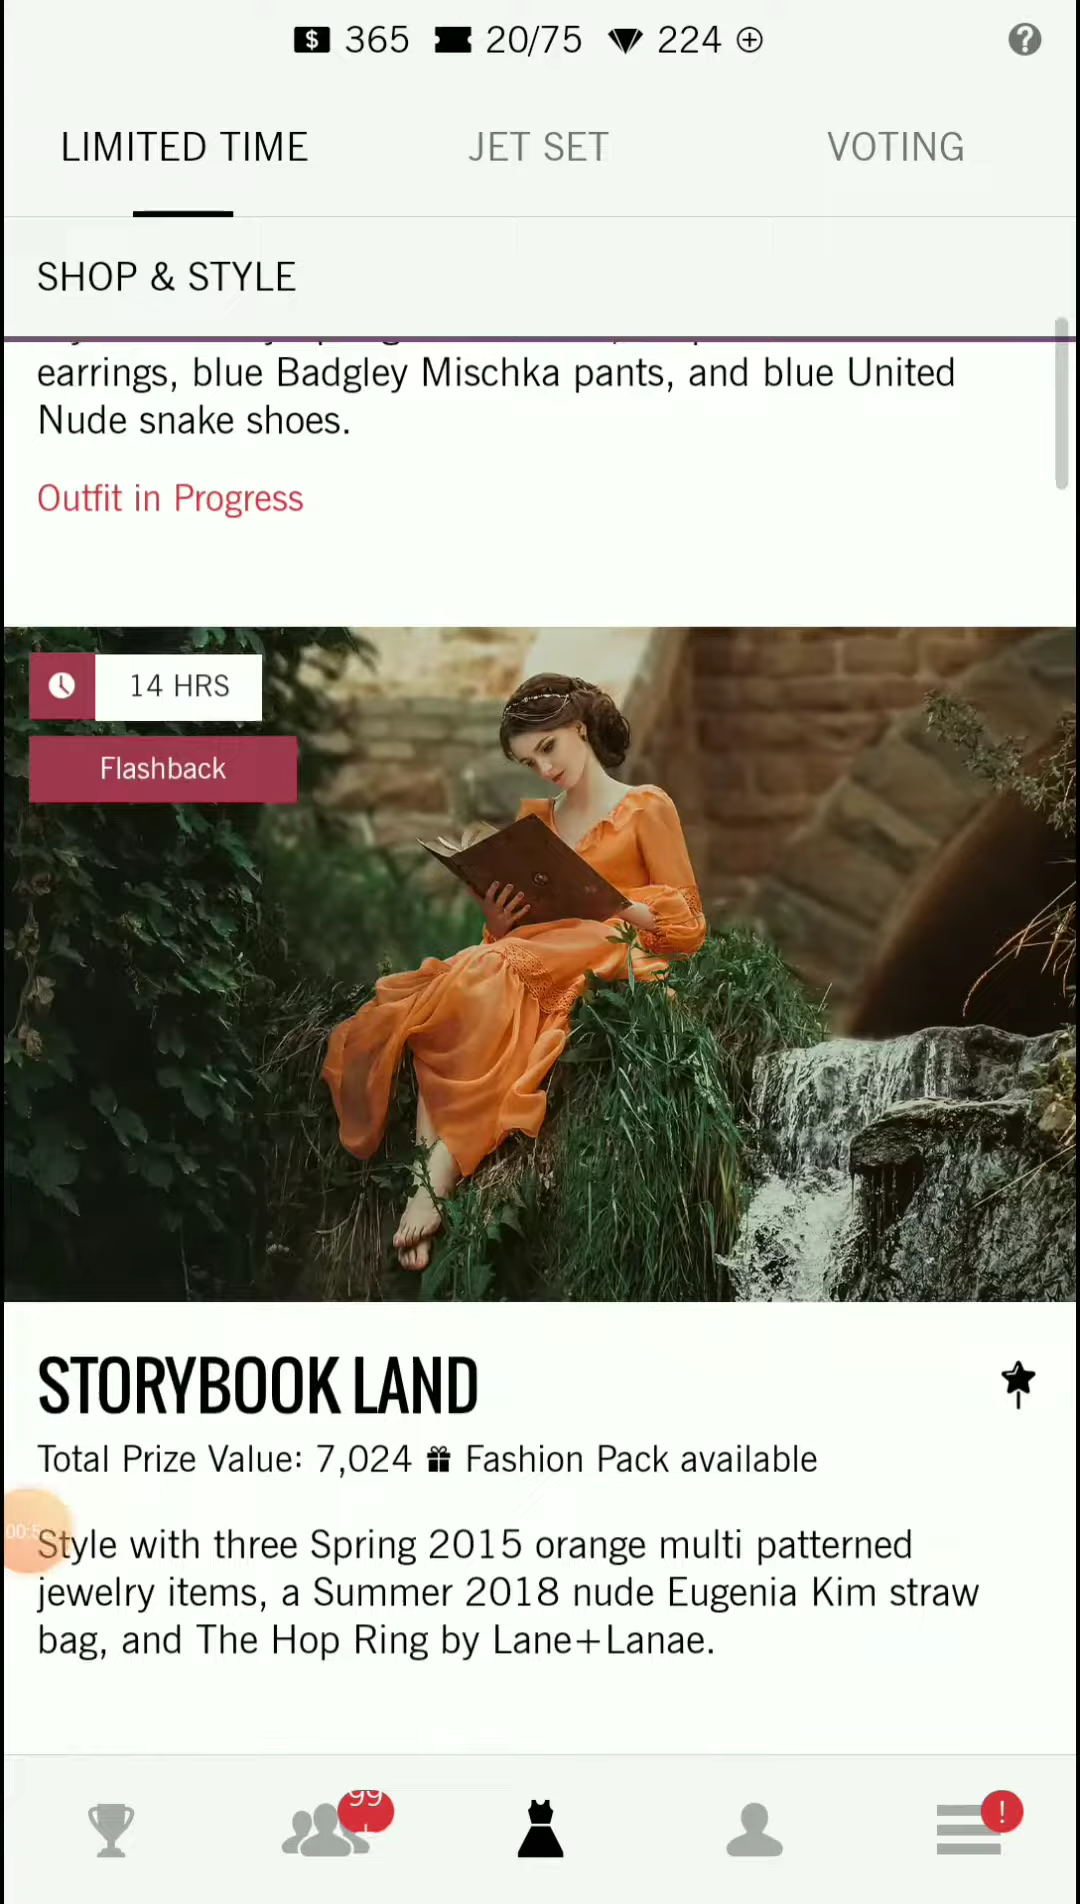 $ 365 20/75 224 ?
LIMITED TIME JET SET VOTING
SHOP & STYLE
earrings, blue Badgley Mischka pants, and blue United
Nude snake shoes.
Outfit in Progress
14 HRS
Flashback
STORYBOOK LAND
Total Prize Value: 7,024 Fashion Pack available
Style with three Spring 2015 orange multi patterned
jewelry items, a Summer 2018 nude Eugenia Kim straw
bag, and The Hop Ring by Lane+Lanae.
99+ !